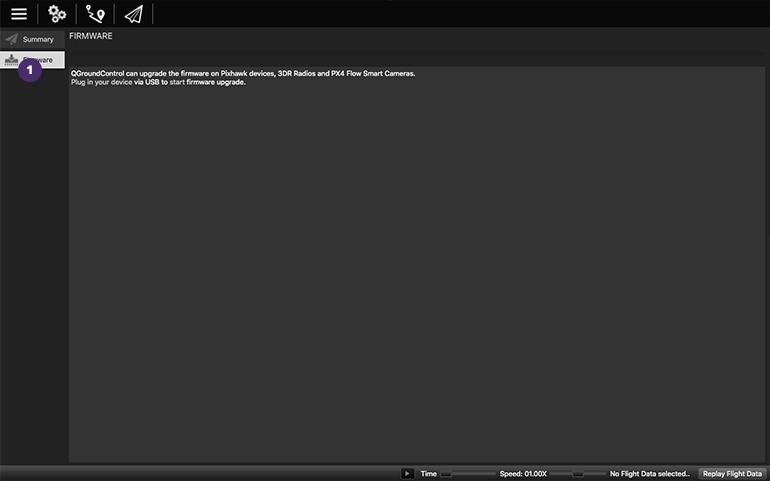 Summary
FIRMWARE
Firmware
1
QGroundControl can upgrade the firmware on Pixhawk devices, 3DR Radios and PX4 Flow Smart Cameras.
Plug in your device via USB to start firmware upgrade.
Time Speed: 01.00X No Flight Data selected.. Replay Flight Data